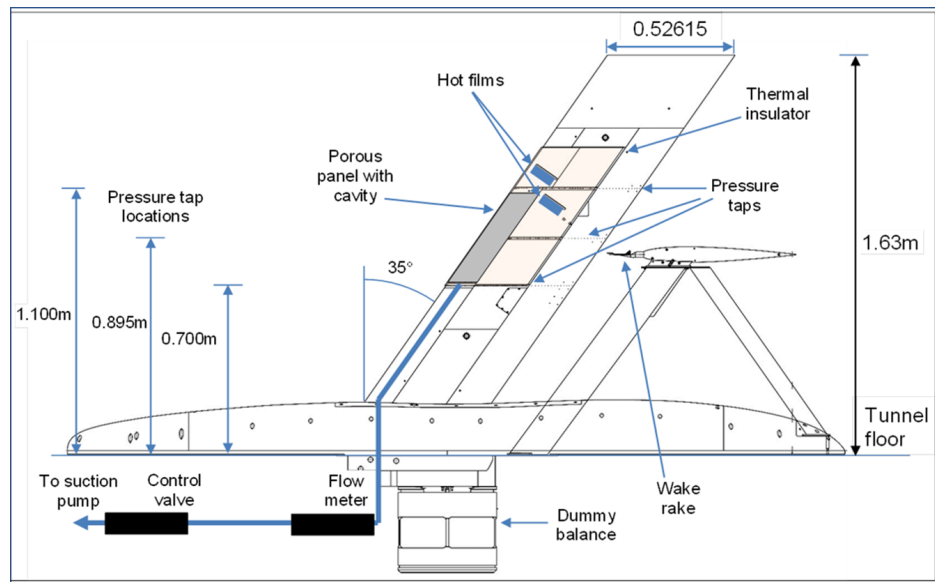 0.52615
Hot films
Thermal
insulator
Porous
panel with
cavity
Pressure tap
locations
Pressure
taps
35°
1.63m
1.100m
0.895m
0.700m
Tunnel
floor
To suction
pump
Control
valve
Flow
meter
Dummy
balance
Wake
rake